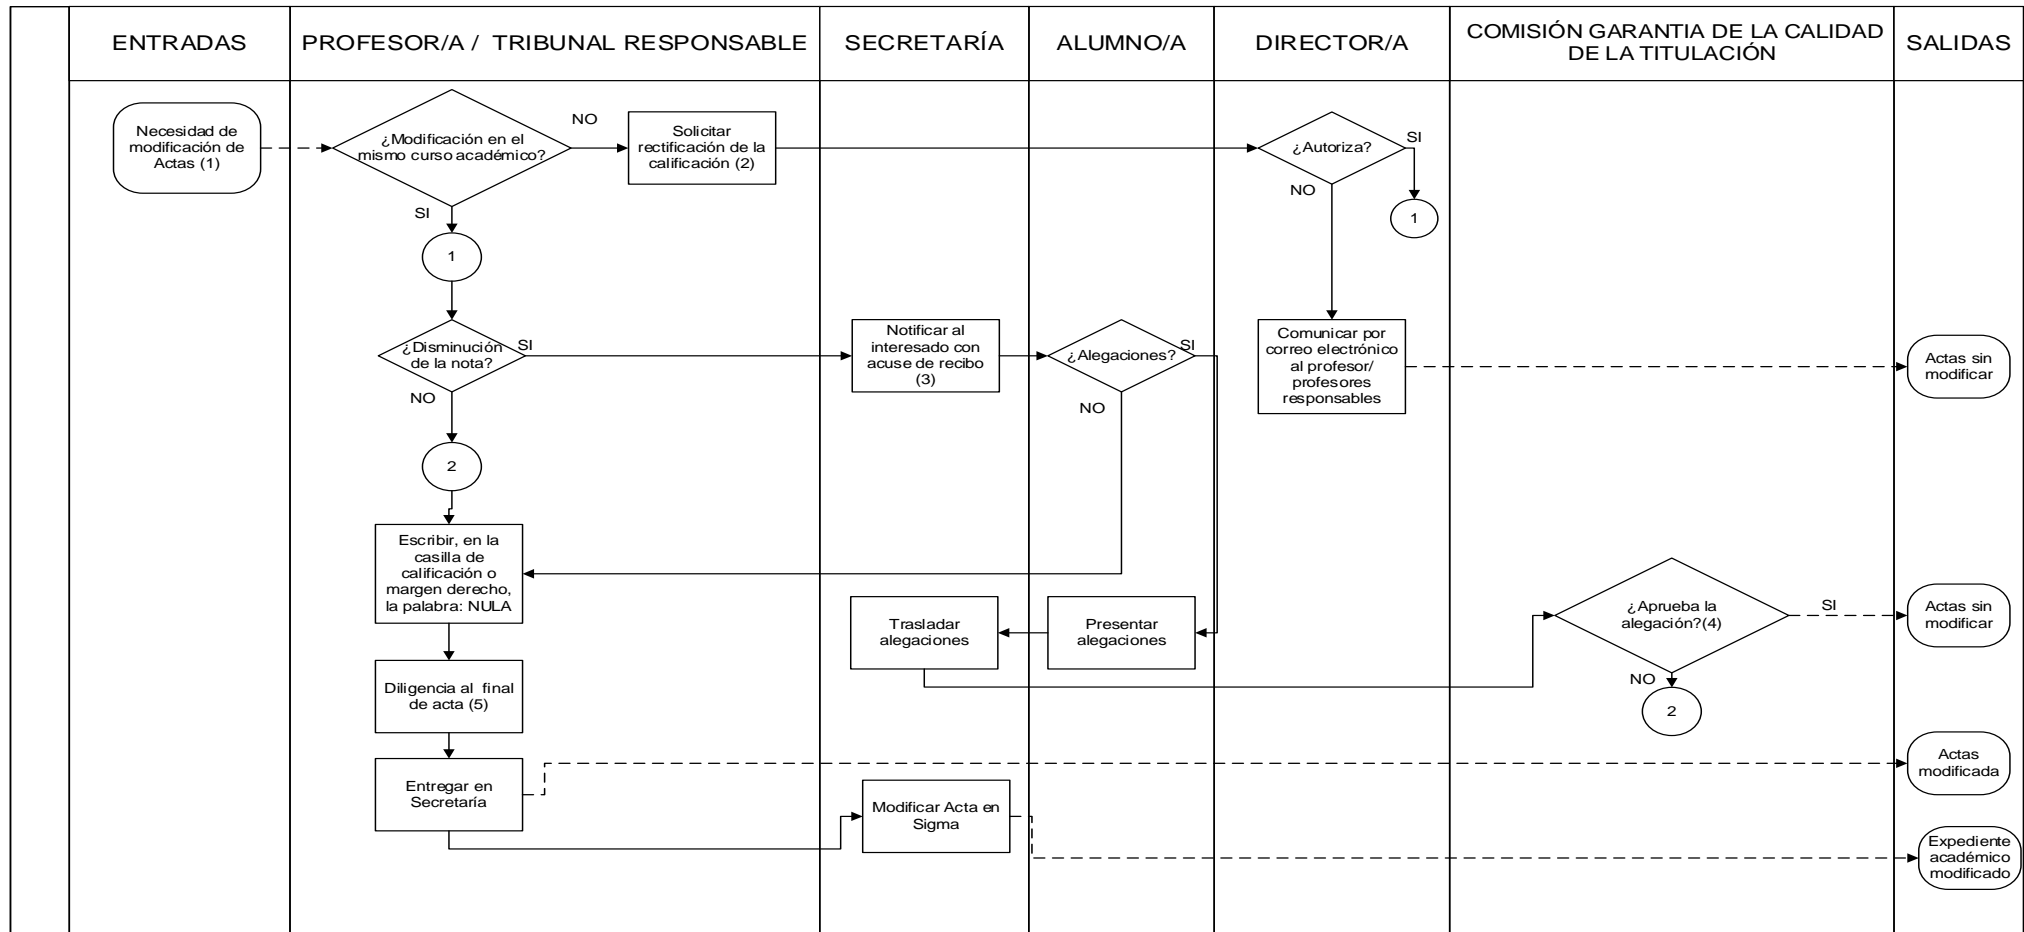 ENTRADAS
PROFESOR/A / TRIBUNAL RESPONSABLE
SECRETARÍA
ALUMNO/A
DIRECTOR/A
COMISIÓN GARANTIA DE LA CALIDAD
DE LA TITULACIÓN
SALIDAS
Necesidad de
modificación de
Actas (1)
¿Modificación en el
mismo curso académico?
NO
SI
Solicitar
rectificación de la
calificación (2)
¿Autoriza?
SI
NO
1
1
¿Disminución
de la nota?
SI
NO
Notificar al
interesado con
acuse de recibo
(3)
¿Alegaciones?
SI
NO
Comunicar por
correo electrónico
al profesor/
profesores
responsables
Actas sin
modificar
2
Escribir, en la
casilla de
calificación o
margen derecho,
la palabra: NULA
Trasladar
alegaciones
Presentar
alegaciones
¿Aprueba la
alegación?(4)
SI
NO
Actas sin
modificar
2
Diligencia al final
de acta (5)
Entregar en
Secretaría
Actas
modificada
Modificar Acta en
Sigma
Expediente
académico
modificado